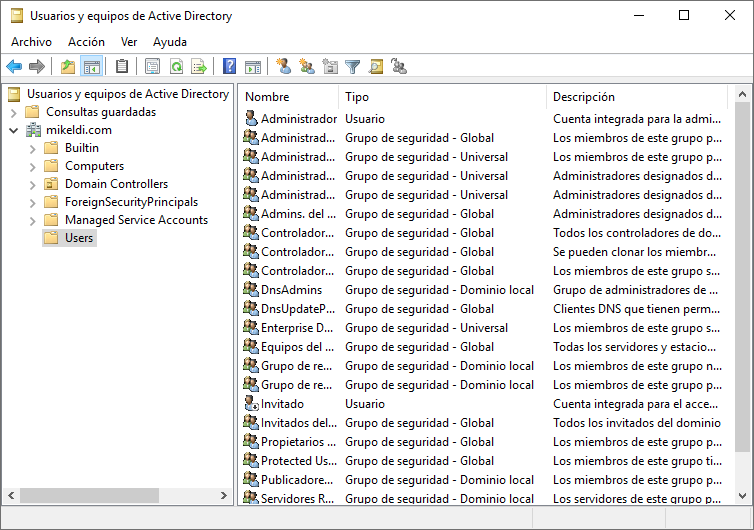 Usuarios y equipos de Active Directory
Archivo Acción Ver Ayuda
Usuarios y equipos de Active Directory
Consultas guardadas
mikeldi.com
Builtin
Computers
Domain Controllers
ForeignSecurityPrincipals
Managed Service Accounts
Users
Nombre Tipo Descripción
Administrador Usuario Cuenta integrada para la admi...
Administrad... Grupo de seguridad - Global Los miembros de este grupo p...
Administrad... Grupo de seguridad - Universal Los miembros de este grupo p...
Administrad... Grupo de seguridad - Universal Administradores designados d...
Administrad... Grupo de seguridad - Universal Administradores designados d...
Admins. del ... Grupo de seguridad - Global Administradores designados d...
Controlador... Grupo de seguridad - Global Todos los controladores de do...
Controlador... Grupo de seguridad - Global Se pueden clonar los miembr...
Controlador... Grupo de seguridad - Global Los miembros de este grupo s...
DnsAdmins Grupo de seguridad - Dominio local Grupo de administradores de ...
DnsUpdateP... Grupo de seguridad - Global Clientes DNS que tienen perm...
Enterprise D... Grupo de seguridad - Universal Los miembros de este grupo s...
Equipos del ... Grupo de seguridad - Global Todas los servidores y estacio...
Grupo de re... Grupo de seguridad - Dominio local Los miembros de este grupo n...
Grupo de re... Grupo de seguridad - Dominio local Los miembros de este grupo p...
Invitado Usuario Cuenta integrada para el acce...
Invitados del... Grupo de seguridad - Global Todos los invitados del dominio
Propietarios ... Grupo de seguridad - Global Los miembros de este grupo p...
Protected Us... Grupo de seguridad - Global Los miembros de este grupo ti...
Publicadore... Grupo de seguridad - Dominio local Los miembros de este grupo p...
Servidores R... Grupo de seguridad - Dominio local Los servidores de este grupo p...